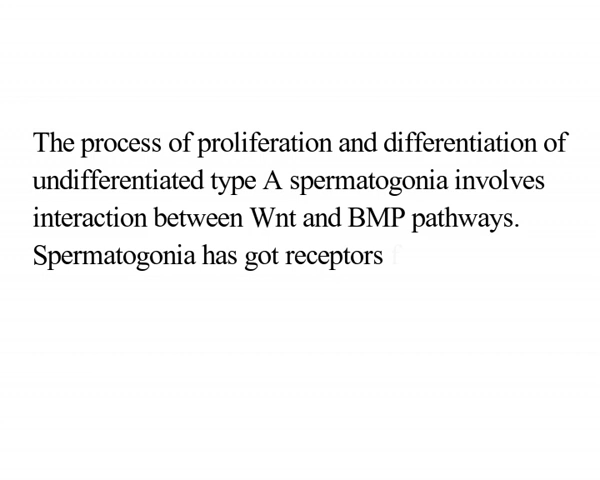 The process of proliferation and differentiation of
undifferentiated type A spermatogonia involves
interaction between Wnt and BMP pathways.
Spermatogonia has got receptors